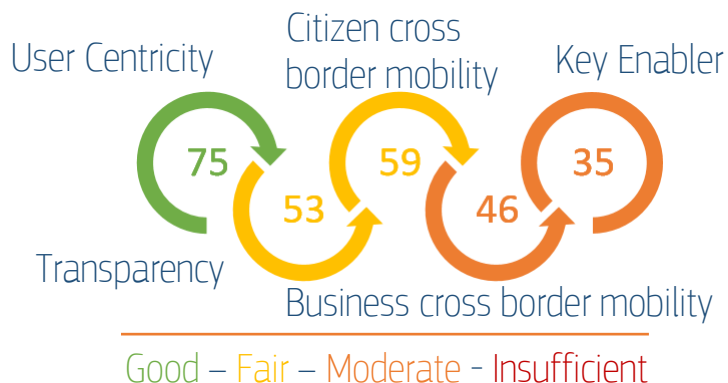 User Centricity
Citizen cross
border mobility
Key Enabler
75
53
59
46
35
Transparency
Business cross border mobility
Good – Fair – Moderate - Insufficient